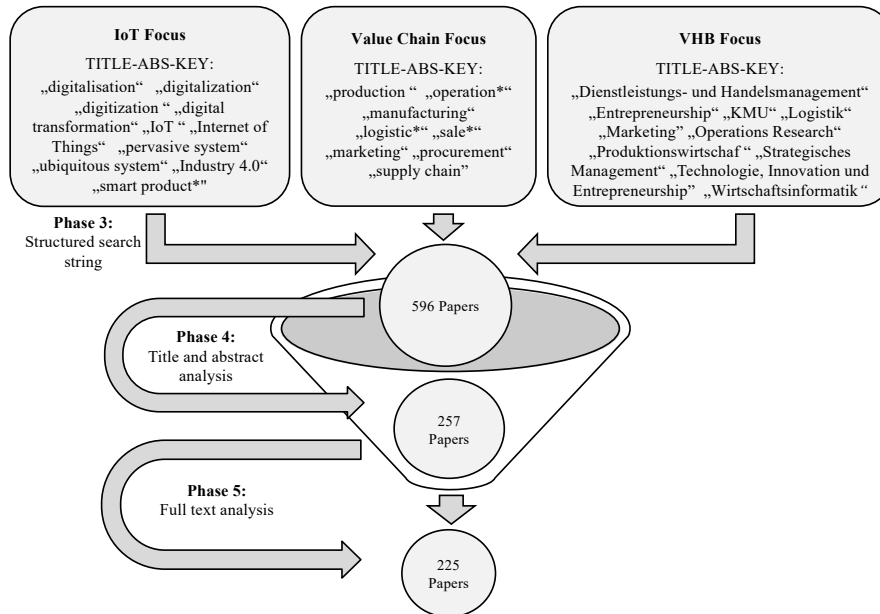 IoT Focus
TITLE-ABS-KEY:
„digitalisation“ „digitalization“
„digitization “ „digital
transformation“ „IoT “ „Internet of
Things“ „pervasive system“
„ubiquitous system“ „Industry 4.0“
„smart product*"
Value Chain Focus
TITLE-ABS-KEY:
„production “ „operation*“
„manufacturing“
„logistic*“ „sale*“
„marketing“ „procurement“
„supply chain”
VHB Focus
TITLE-ABS-KEY:
„Dienstleistungs- und Handelsmanagement“
„Entrepreneurship“ „KMU“ „Logistik“
„Marketing” „Operations Research“
„Produktionswirtschaf “ „Strategisches
Management“ „Technologie, Innovation und
Entrepreneurship” „Wirtschaftsinformatik“
Phase 3:
Structured search
string
596 Papers
Phase 4:
Title and abstract
analysis
257
Papers
Phase 5:
Full text analysis
225
Papers